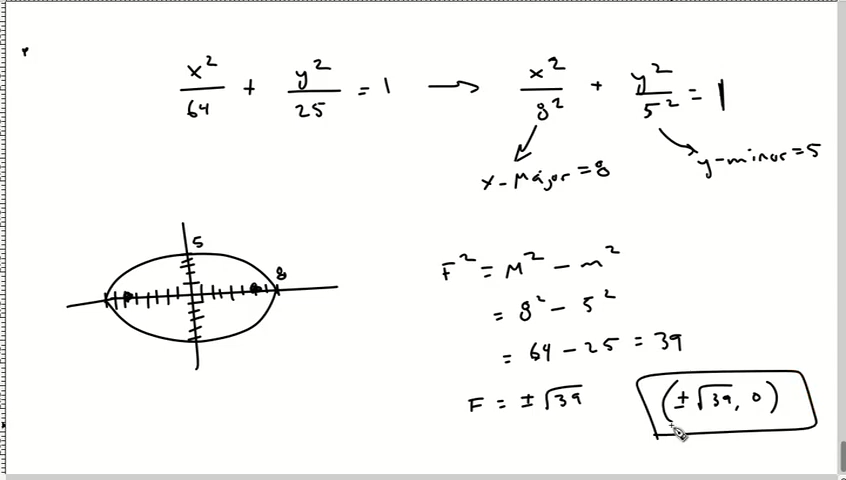 x²/64 + y²/25 = 1 → x²/8² + y²/5² = 1
x-Major=8
y-minor=5
5
8
F² = M² - m²
= 8² - 5²
= 64 - 25 = 39
F = ±√39
(±√39, 0)